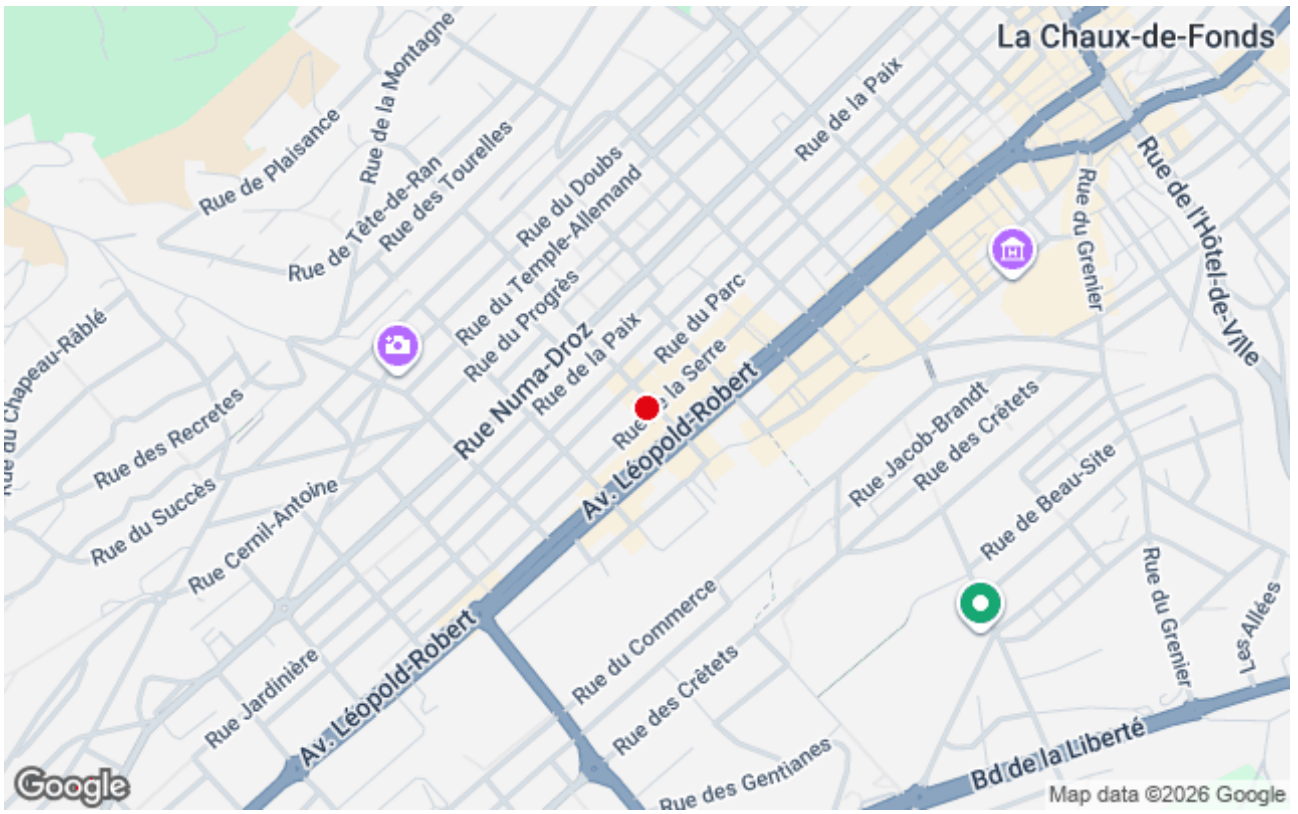 La Chaux-de-Fonds
Rue de la Montagne
Rue de la Paix
Rue de Plaisance
Rue des Tourelles
Rue de Tête-de-Ran
Rue du Doubs
Rue du Temple-Allemand
Rue du Progrès
Rue de l'Hôtel-de-Ville
Rue du Grenier
Rue du Parc
Rue Numa-Droz
Rue de la Paix
Rue la Serre
Av. Léopold-Robert
Rue du Chapeau-Râblé
Rue des Recretes
Rue du Succès
Rue Cernil-Antoine
Rue Jacob-Brandt
Rue des Crêtets
Rue de Beau-Site
Rue du Grenier
Les Allées
Rue du Commerce
Rue des Crêtets
Rue Jardinière
Av. Léopold-Robert
Rue des Gentianes
Bd de la Liberté
Google
Map data ©2026 Google